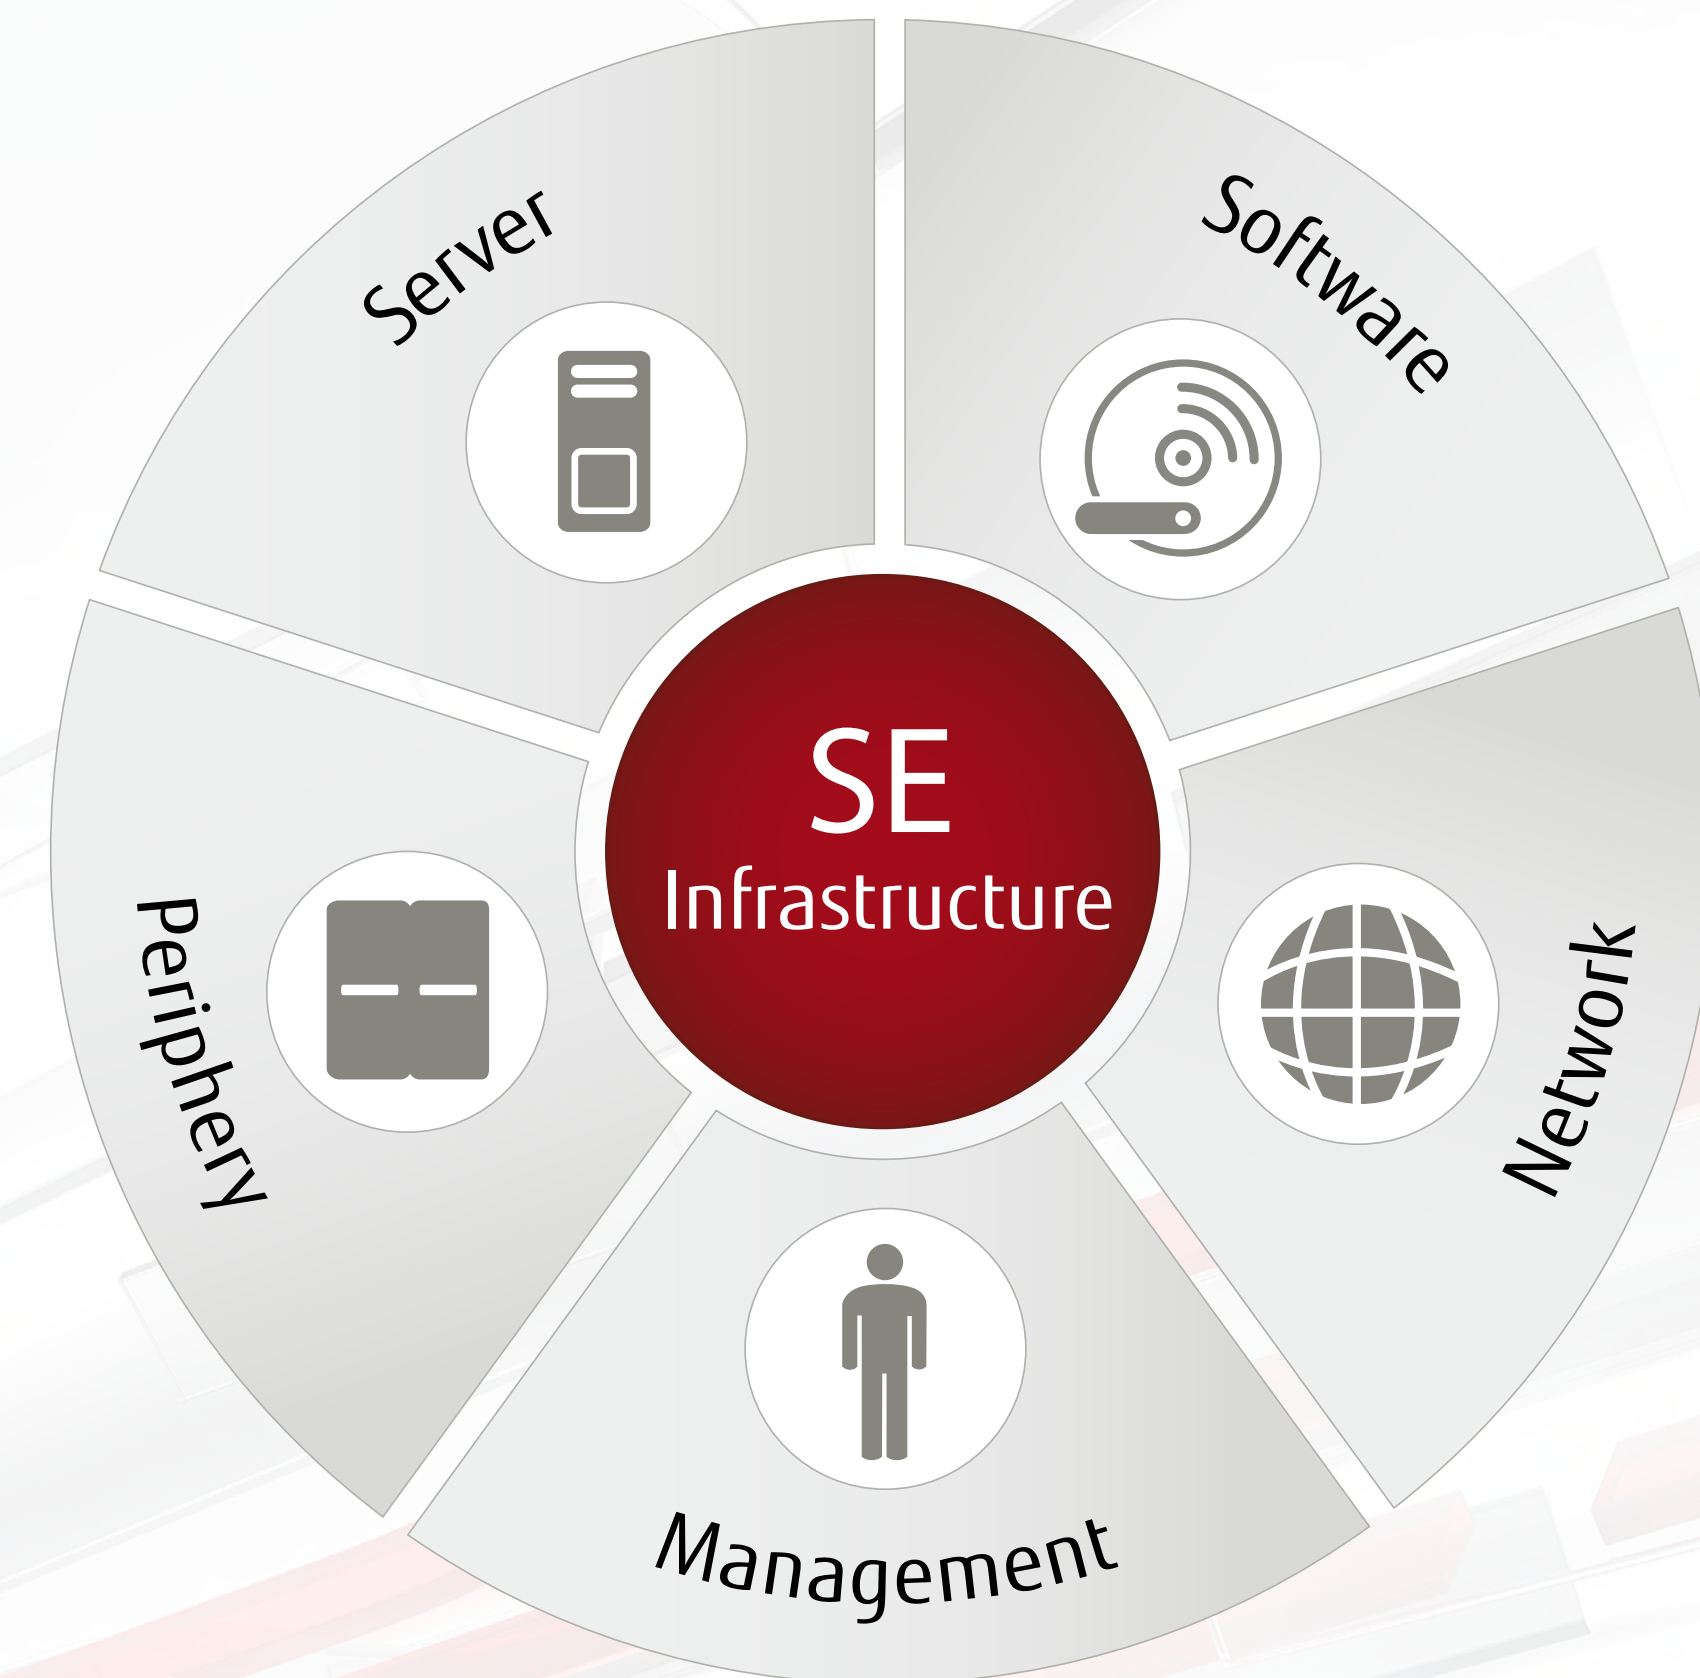 Server
Software
SE
Infrastructure
Periphery
Network
Management